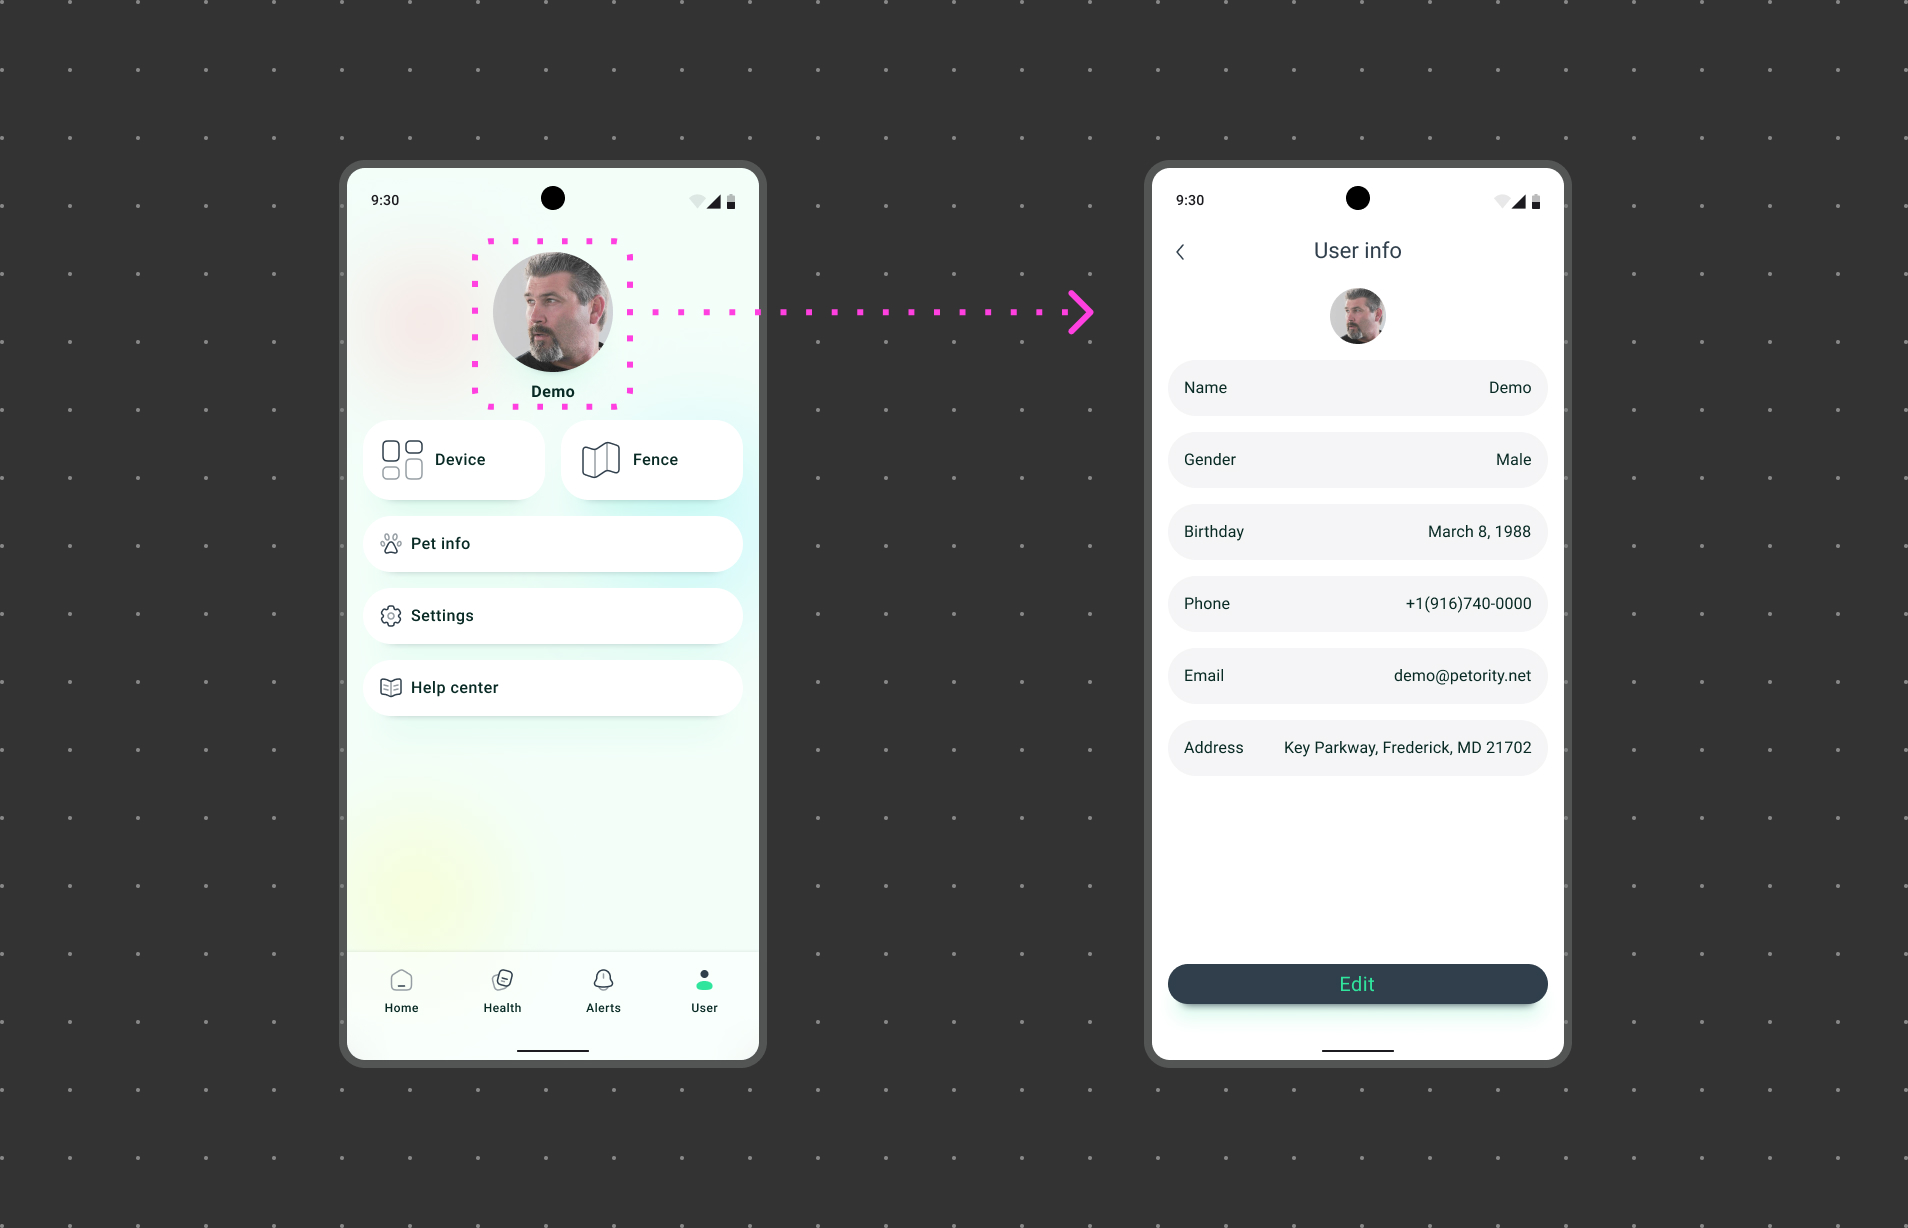 9:30
Demo
Device
Fence
Pet info
Settings
Help center
Home
Health
Alerts
User
9:30
User info
Name
Demo
Gender
Male
Birthday
March 8, 1988
Phone
+1(916)740-0000
Email
demo@petority.net
Address
Key Parkway, Frederick, MD 21702
Edit